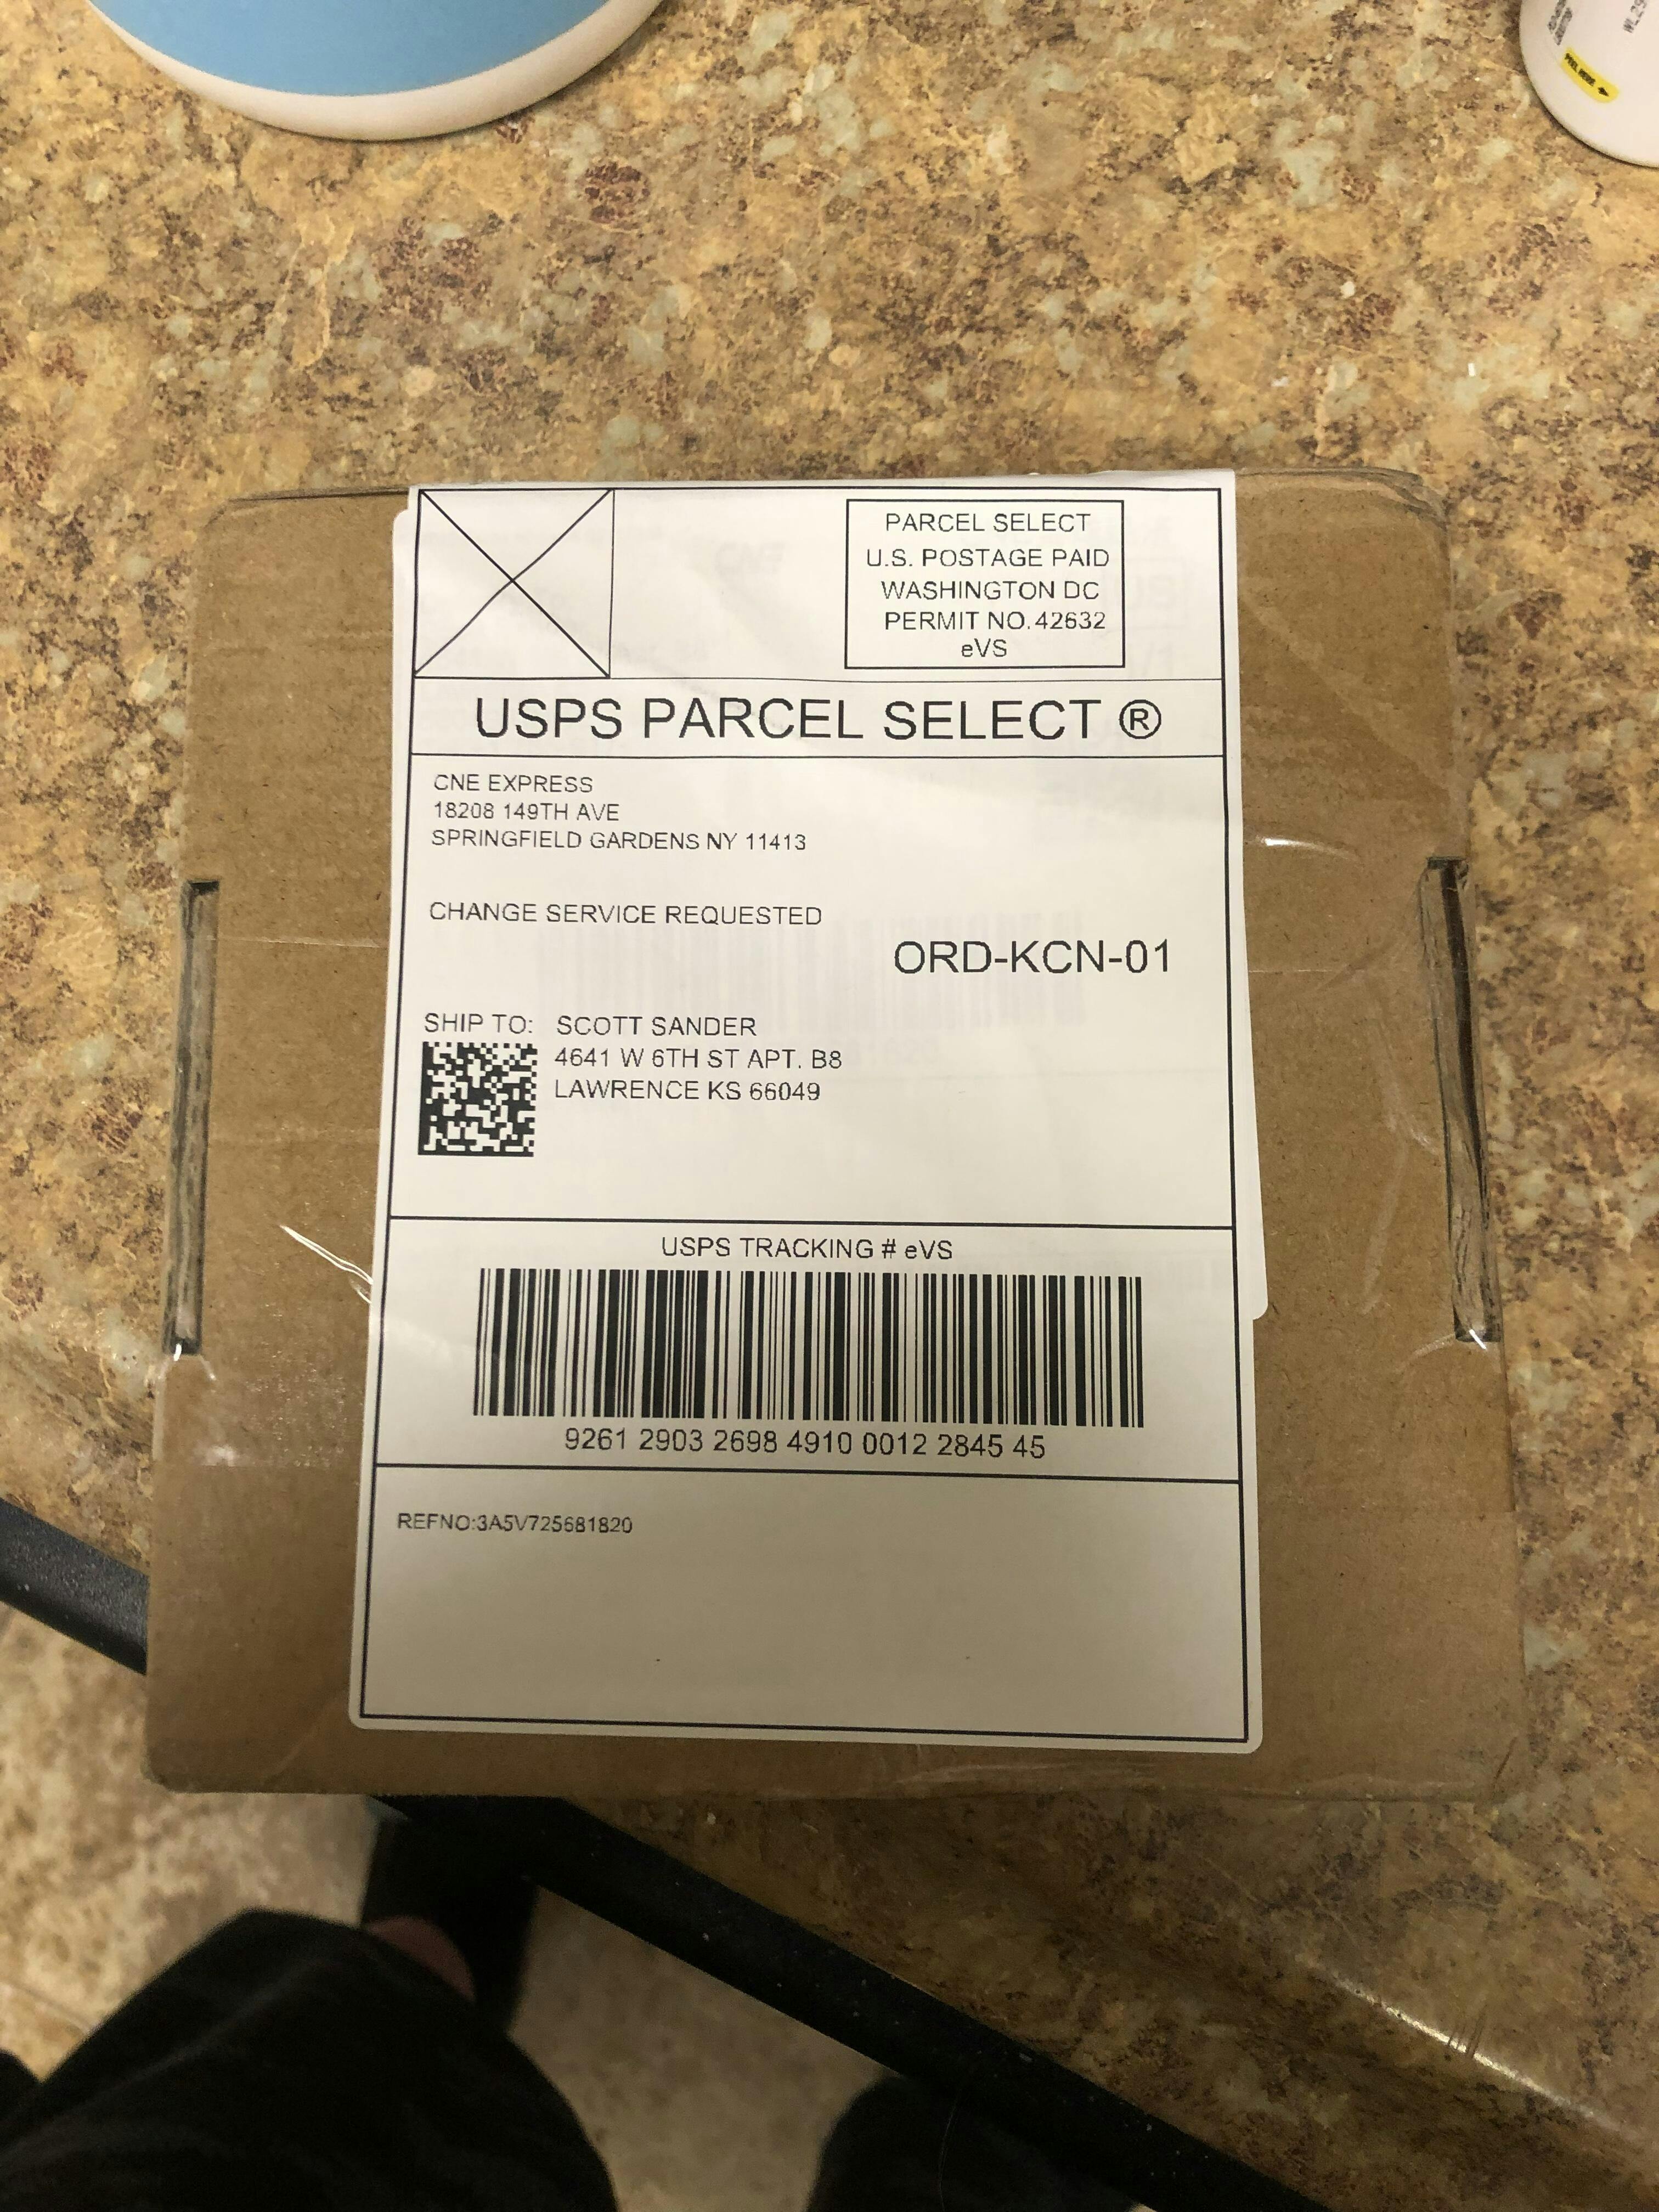 PEEL HERE
PARCEL SELECT
U.S. POSTAGE PAID
WASHINGTON DC
PERMIT NO. 42632
eVS
USPS PARCEL SELECT ®
CNE EXPRESS
18208 149TH AVE
SPRINGFIELD GARDENS NY 11413
CHANGE SERVICE REQUESTED
ORD-KCN-01
SHIP TO: SCOTT SANDER
4641 W 6TH ST APT. B8
LAWRENCE KS 66049
USPS TRACKING # eVS
9261 2903 2698 4910 0012 2845 45
REFNO:3A5V725681820